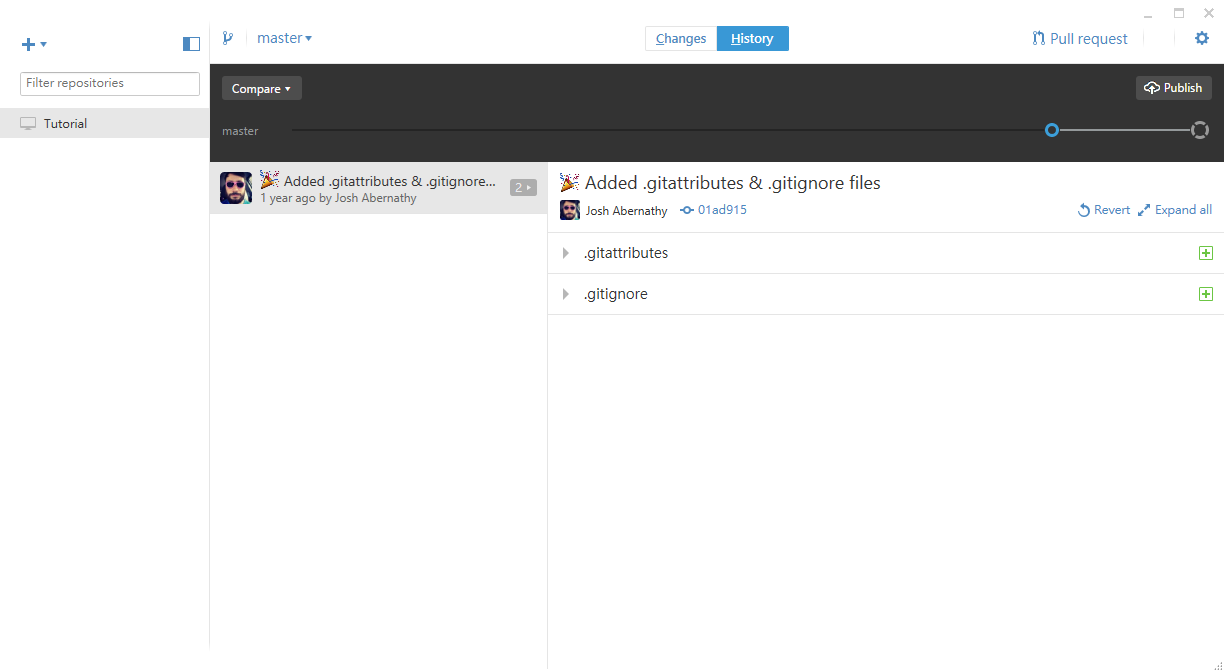 master
Changes
History
Pull request
Filter repositories
Tutorial
Compare
Publish
master
Added .gitattributes & .gitignore...
1 year ago by Josh Abernathy
2
Added .gitattributes & .gitignore files
Josh Abernathy
01ad915
Revert
Expand all
.gitattributes
.gitignore